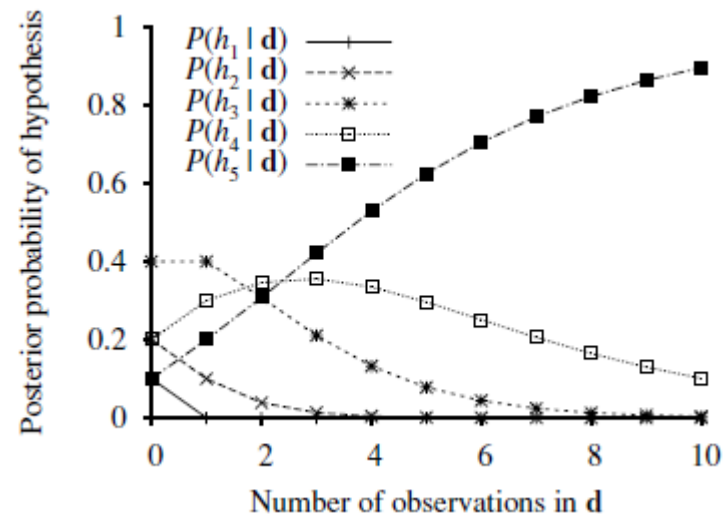 Posterior probability of hypothesis
1
0.8
0.6
0.4
0.2
0
P(h₁ | d)
P(h₂ | d)
P(h₃ | d)
P(h₄ | d)
P(h₅ | d)
0 2 4 6 8 10
Number of observations in d